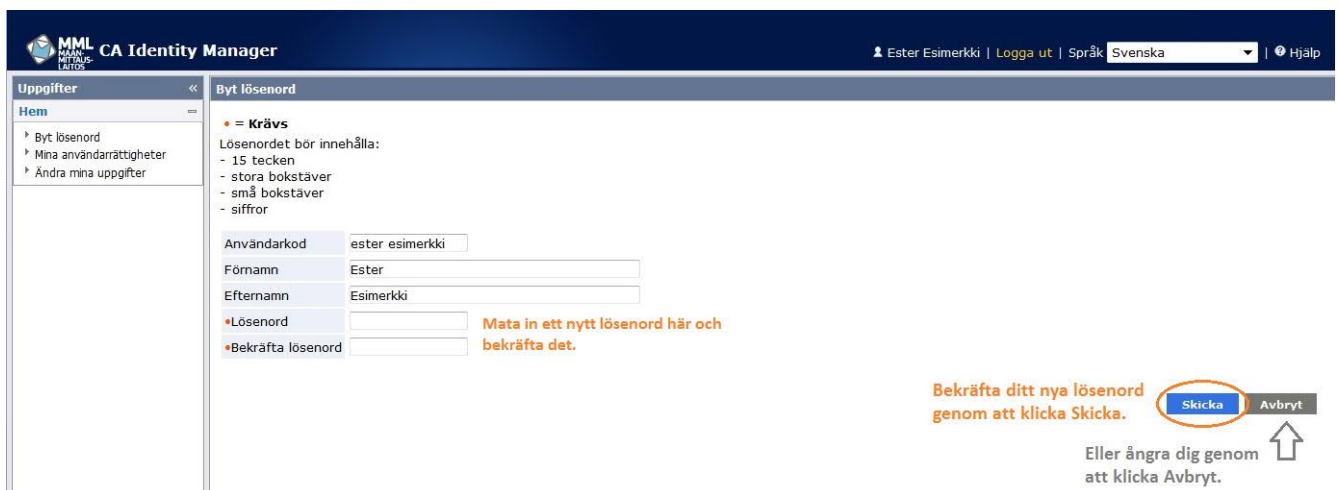 MML
MAAN-
MITTAUS-
LAITOS
CA Identity Manager
Ester Esimerkki | Logga ut | Språk Svenska | Hjälp
Uppgifter «
Hem
Byt lösenord
Mina användarrättigheter
Ändra mina uppgifter
Byt lösenord
• = Krävs
Lösenordet bör innehålla:
- 15 tecken
- stora bokstäver
- små bokstäver
- siffror
Användarkod ester esimerkki
Förnamn Ester
Efternamn Esimerkki
•Lösenord
•Bekräfta lösenord
Mata in ett nytt lösenord här och
bekräfta det.
Bekräfta ditt nya lösenord
genom att klicka Skicka.
Skicka Avbryt
Eller ångra dig genom
att klicka Avbryt.